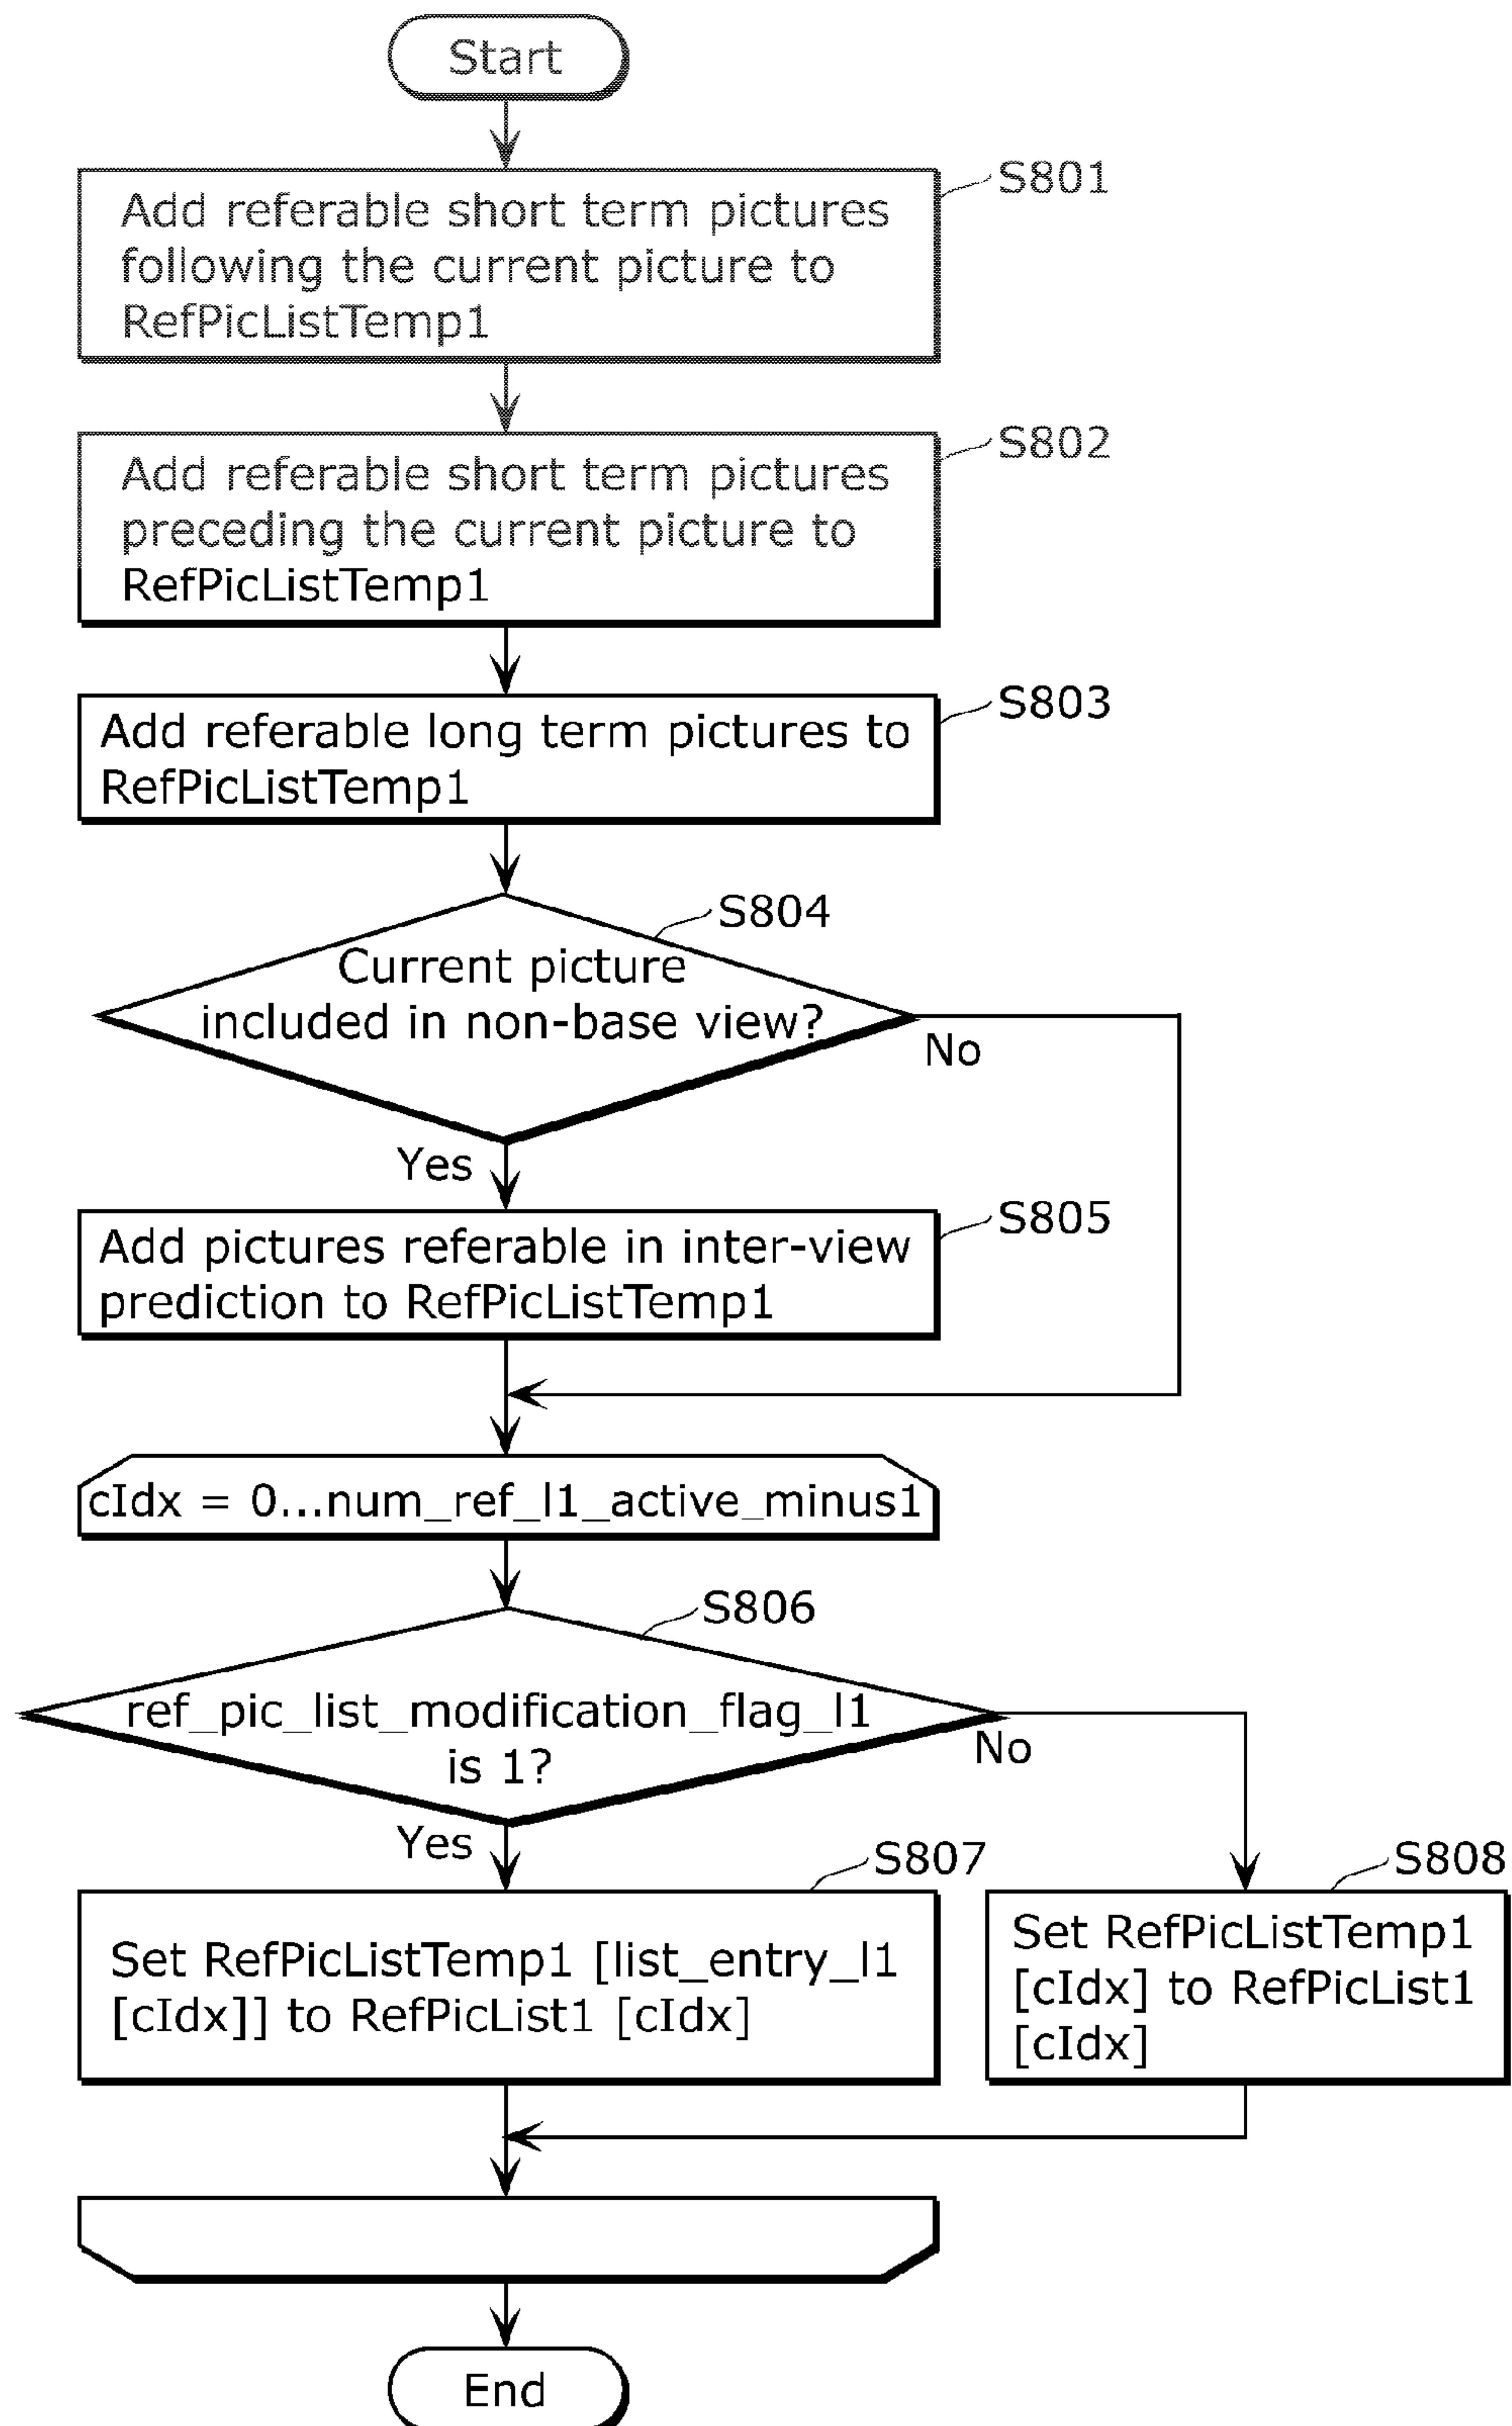 Start
S801
Add referable short term pictures
following the current picture to
RefPicListTemp1
S802
Add referable short term pictures
preceding the current picture to
RefPicListTemp1
S803
Add referable long term pictures to
RefPicListTemp1
S804
Current picture
included in non-base view?
No
Yes
S805
Add pictures referable in inter-view
prediction to RefPicListTemp1
cIdx = 0...num_ref_l1_active_minus1
S806
ref_pic_list_modification_flag_l1
is 1?
No
Yes
S807
Set RefPicListTemp1 [list_entry_l1
[cIdx]] to RefPicList1 [cIdx]
S808
Set RefPicListTemp1
[cIdx] to RefPicList1
[cIdx]
End